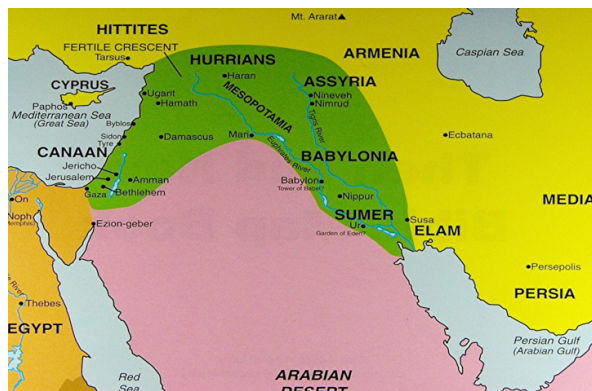 Mt. Ararat
HITTITES
FERTILE CRESCENT
Tarsus
HURRIANS
ARMENIA
Caspian Sea
Haran
ASSYRIA
CYPRUS
Ugarit
Nineveh
Nimrud
Hamath
MESOPOTAMIA
Paphos
Mediterranean Sea
(Great Sea)
Byblos
Tigris River
Sidon
Tyre
Damascus
Mari
Ecbatana
CANAAN
Euphrates River
BABYLONIA
Jericho
Jerusalem
Amman
Babylon
Tower of Babel?
Bethlehem
Gaza
Nippur
On
MEDIA
Noph
SUMER
Susa
Ezion-geber
Ur
ELAM
Garden of Eden?
Persepolis
PERSIA
Thebes
EGYPT
Persian Gulf
(Arabian Gulf)
Red
Sea
ARABIAN
DESERT